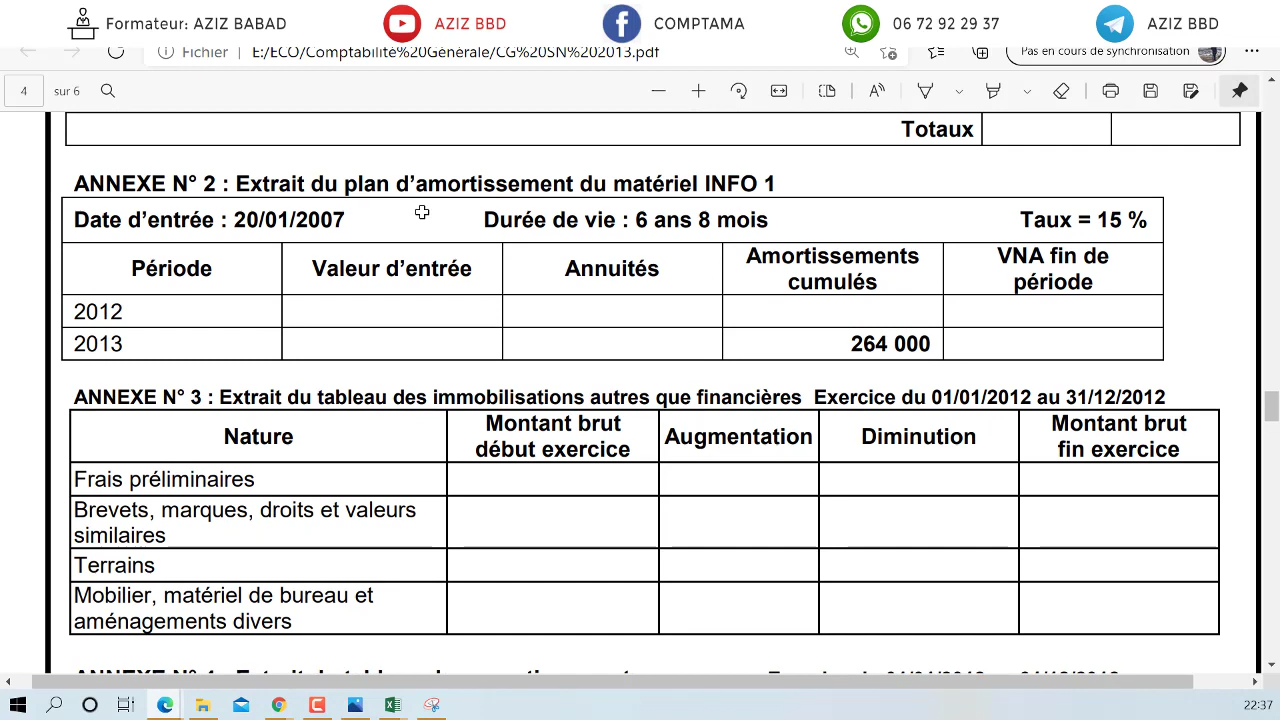 Formateur: AZIZ BABAD AZIZ BBD COMPTAMA 06 72 92 29 37 AZIZ BBD
Fichier E:/ECO/Comptabilité%20Générale/CG%20SN%202013.pdf Pas en cours de synchronisation
4 sur 6
Totaux
ANNEXE N° 2 : Extrait du plan d'amortissement du matériel INFO 1
Date d'entrée : 20/01/2007 Durée de vie : 6 ans 8 mois Taux = 15 %
Période Valeur d'entrée Annuités Amortissements cumulés VNA fin de période
2012
2013 264 000
ANNEXE N° 3 : Extrait du tableau des immobilisations autres que financières Exercice du 01/01/2012 au 31/12/2012
Nature Montant brut début exercice Augmentation Diminution Montant brut fin exercice
Frais préliminaires
Brevets, marques, droits et valeurs
similaires
Terrains
Mobilier, matériel de bureau et
aménagements divers
22:37